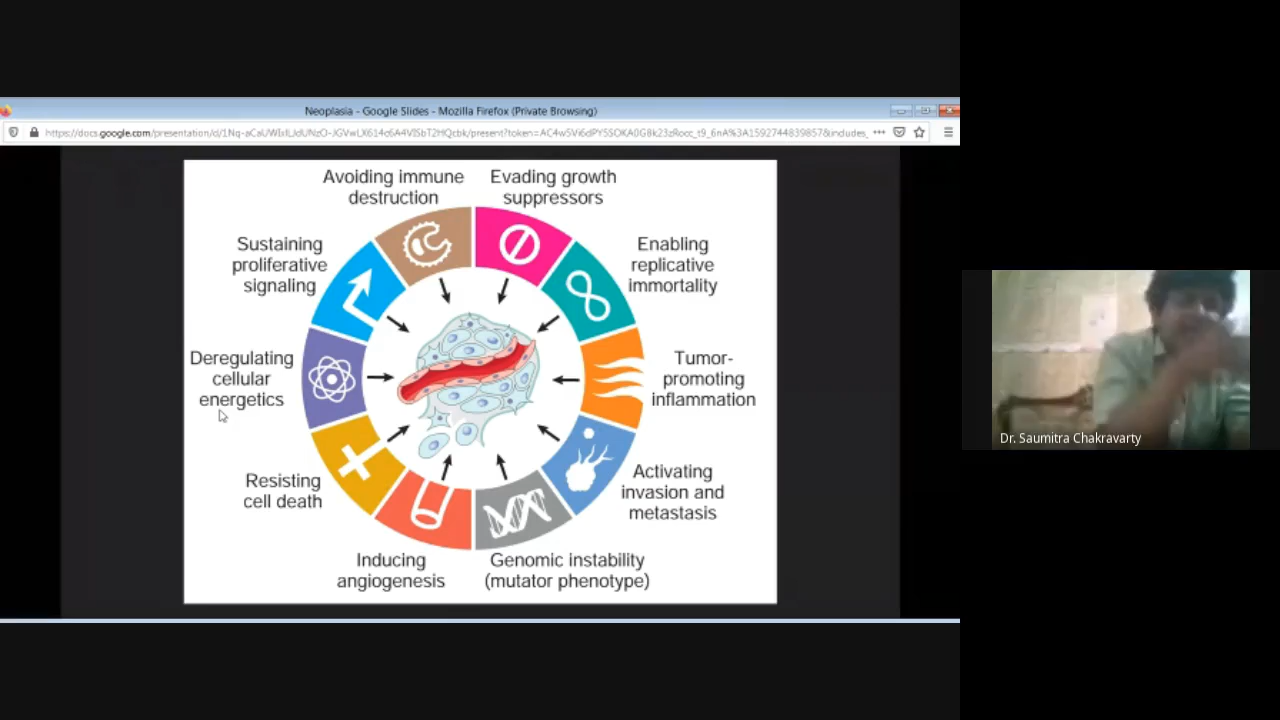 Neoplasia - Google Slides - Mozilla Firefox (Private Browsing)
Avoiding immune
destruction
Evading growth
suppressors
Sustaining
proliferative
signaling
Enabling
replicative
immortality
Deregulating
cellular
energetics
Tumor-
promoting
inflammation
Resisting
cell death
Activating
invasion and
metastasis
Inducing
angiogenesis
Genomic instability
(mutator phenotype)
Dr. Saumitra Chakravarty